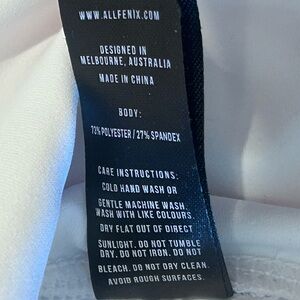 WWW.ALLFENIX.COM
DESIGNED IN
MELBOURNE, AUSTRALIA
MADE IN CHINA
BODY:
73% POLYESTER / 27% SPANDEX
CARE INSTRUCTIONS:
COLD HAND WASH OR
GENTLE MACHINE WASH.
WASH WITH LIKE COLOURS.
DRY FLAT OUT OF DIRECT
SUNLIGHT. DO NOT TUMBLE
DRY. DO NOT IRON. DO NOT
BLEACH. DO NOT DRY CLEAN.
AVOID ROUGH SURFACES.